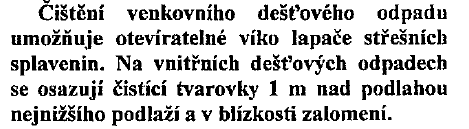 Čištění venkovního dešťového odpadu
umožňuje otevíratelné víko lapače střešních
splavenin. Na vnitřních dešťových odpadech
se osazují čistící tvarovky 1 m nad podlahou
nejnižšího podlaží a v blízkosti zalomení.